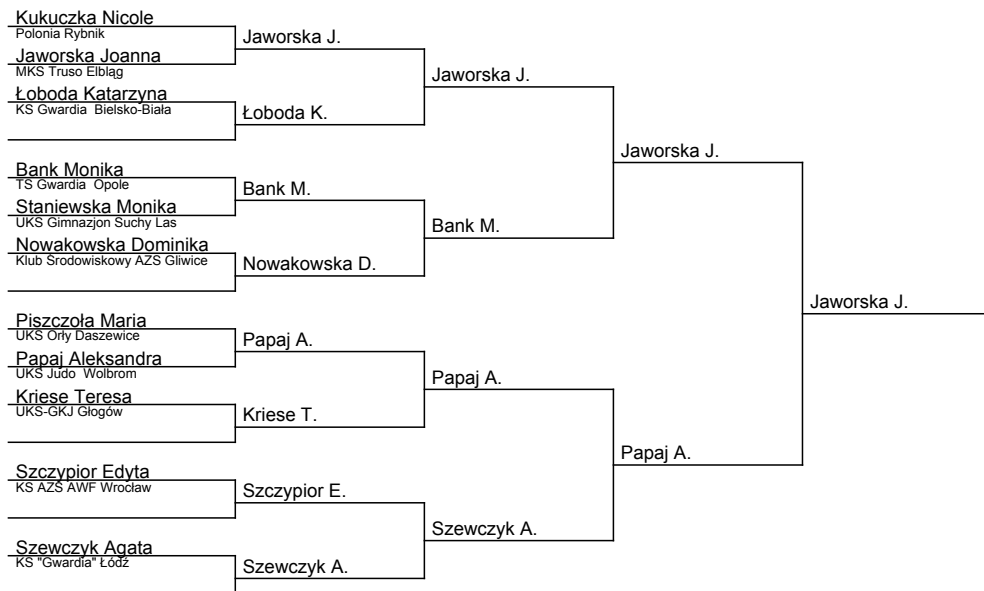 Kukuczka Nicole
Polonia Rybnik
Jaworska Joanna
MKS Truso Elbląg
Łoboda Katarzyna
KS Gwardia  Bielsko-Biała
Bank Monika
TS Gwardia  Opole
Staniewska Monika
UKS Gimnazjon Suchy Las
Nowakowska Dominika
Klub Środowiskowy AZS Gliwice
Piszczoła Maria
UKS Orły Daszewice
Papaj Aleksandra
UKS Judo  Wolbrom
Kriese Teresa
UKS-GKJ Głogów
Szczypior Edyta
KS AZS AWF Wrocław
Szewczyk Agata
KS "Gwardia" Łódź
Jaworska J.
Łoboda K.
Bank M.
Nowakowska D.
Papaj A.
Kriese T.
Szczypior E.
Szewczyk A.
Jaworska J.
Bank M.
Papaj A.
Szewczyk A.
Jaworska J.
Papaj A.
Jaworska J.